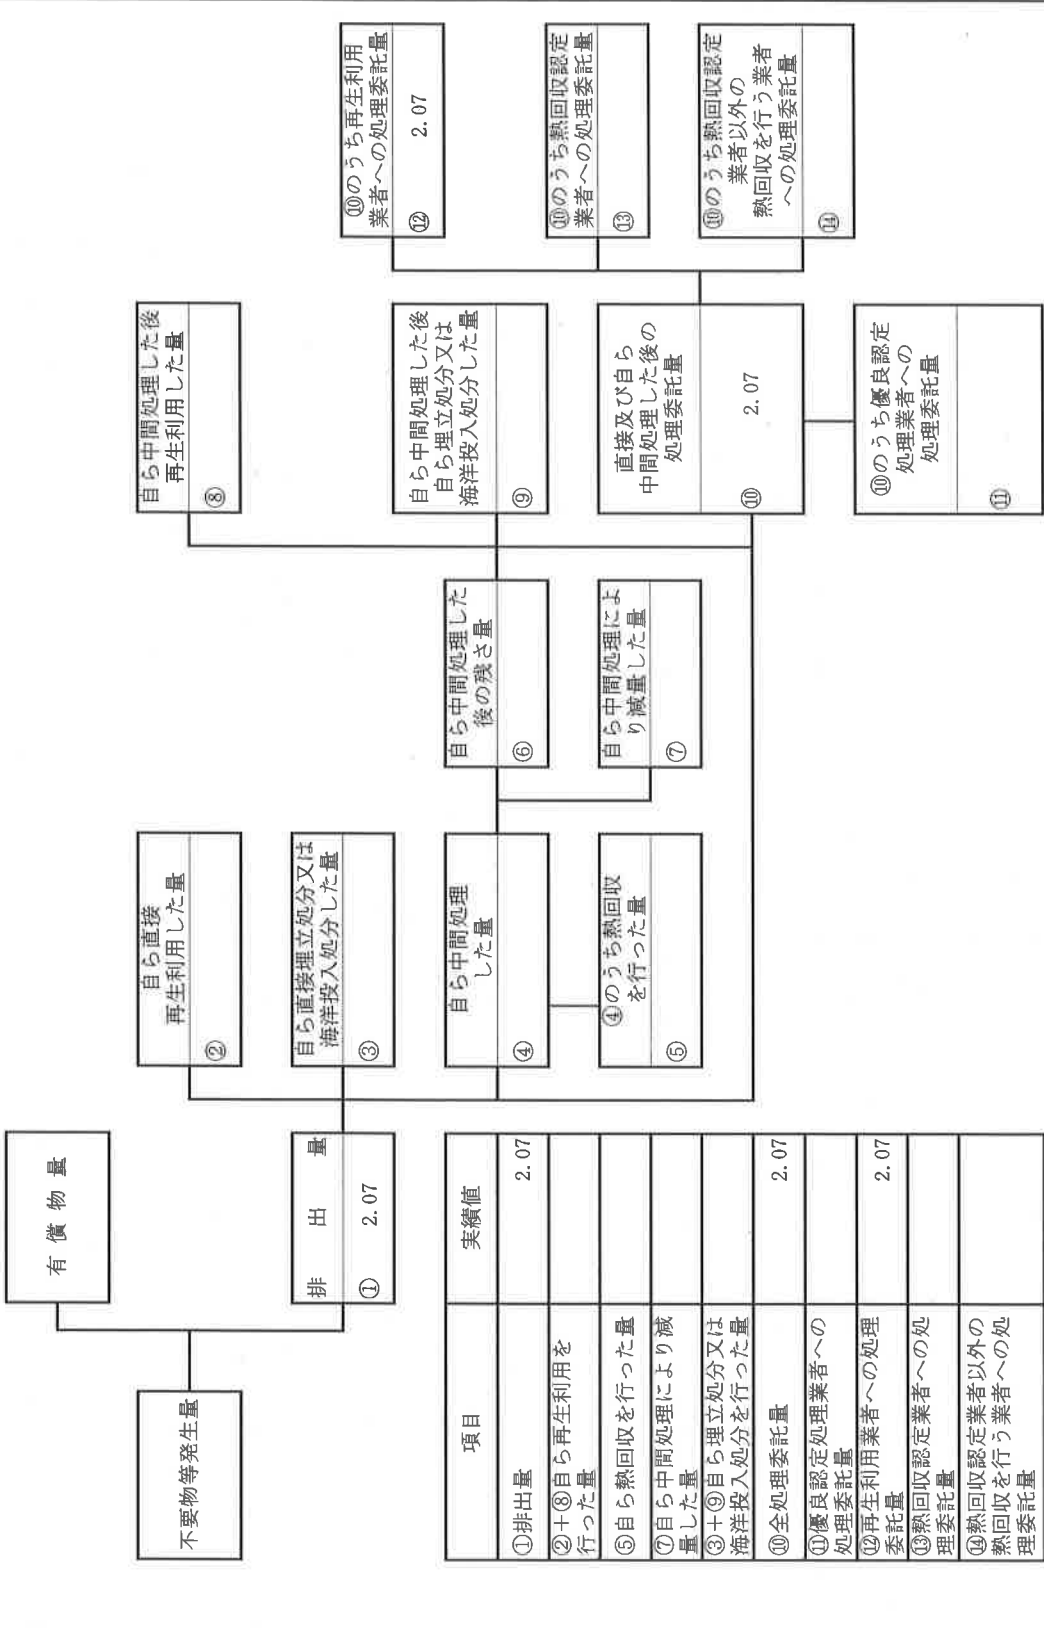 有償物量
不要物等発生量
排出量
① 2.07
自ら直接
再生利用した量
②
自ら直接埋立処分又は
海洋投入処分した量
③
自ら中間処理
した量
④
④のうち熱回収
を行った量
⑤
自ら中間処理した
後の残さ量
⑥
自ら中間処理によ
り減量した量
⑦
自ら中間処理した後
再生利用した量
⑧
自ら中間処理した後
自ら埋立処分又は
海洋投入処分した量
⑨
直接及び自ら
中間処理した後の
処理委託量
⑩ 2.07
⑩のうち優良認定
処理業者への
処理委託量
⑪
⑩のうち再生利用
業者への処理委託量
⑫ 2.07
⑩のうち熱回収認定
業者への処理委託量
⑬
⑩のうち熱回収認定
業者以外の
熱回収を行う業者
への処理委託量
⑭
項目 実績値
①排出量 2.07
②+⑧自ら再生利用を
行った量
⑤自ら熱回収を行った量
⑦自ら中間処理により減
量した量
③+⑨自ら埋立処分又は
海洋投入処分を行った量
⑩全処理委託量 2.07
⑪優良認定処理業者への
処理委託量
⑫再生利用業者への処理
委託量 2.07
⑬熱回収認定業者への処
理委託量
⑭熱回収認定業者以外の
熱回収を行う業者への処
理委託量